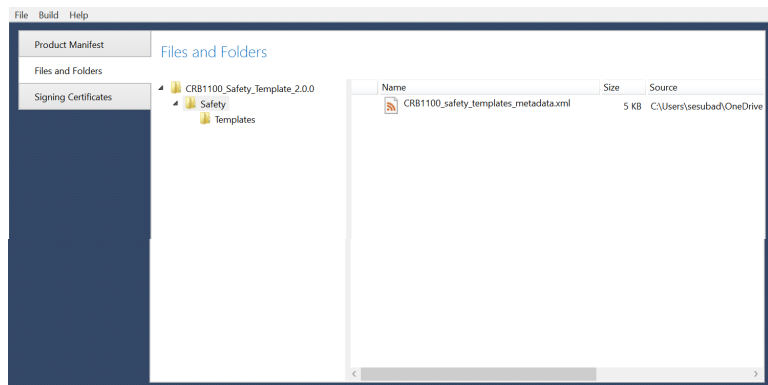 File Build Help
Product Manifest
Files and Folders
Signing Certificates
Files and Folders
CRB1100_Safety_Template_2.0.0
Safety
Templates
Name Size Source
CRB1100_safety_templates_metadata.xml 5 KB C:\Users\sesubad\OneDrive